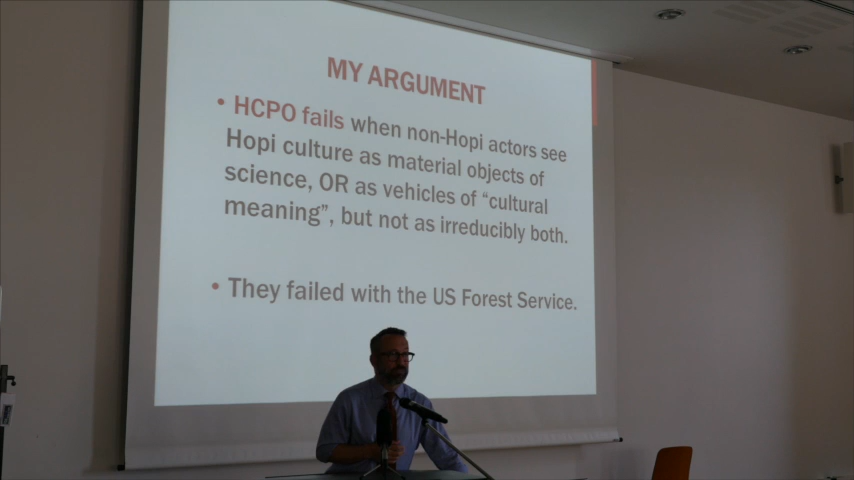 MY ARGUMENT
• HCPO fails when non-Hopi actors see
Hopi culture as material objects of
science, OR as vehicles of “cultural
meaning”, but not as irreducibly both.
• They failed with the US Forest Service.